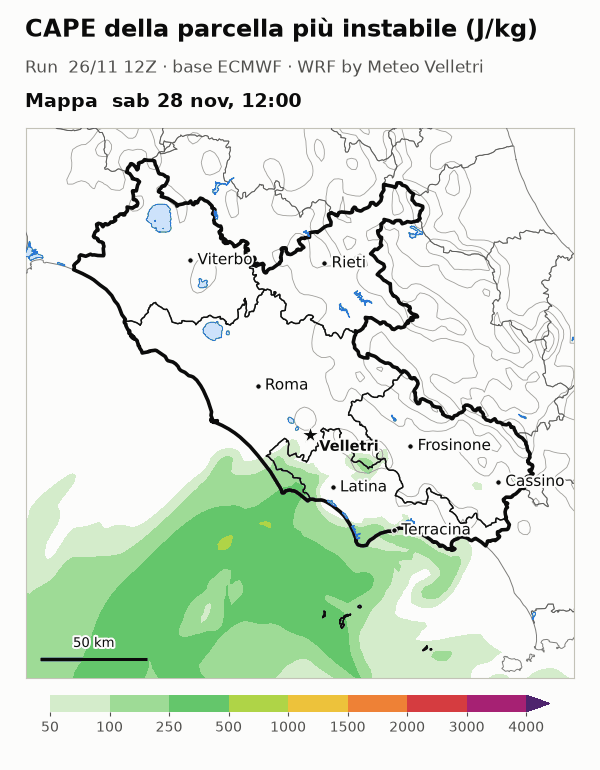 CAPE della parcella più instabile (J/kg)
Run  26/11 12Z · base ECMWF · WRF by Meteo Velletri
Mappa  sab 28 nov, 12:00
Viterbo
Rieti
Roma
Velletri
Frosinone
Cassino
Latina
Terracina
50 km
50 100 250 500 1000 1500 2000 3000 4000